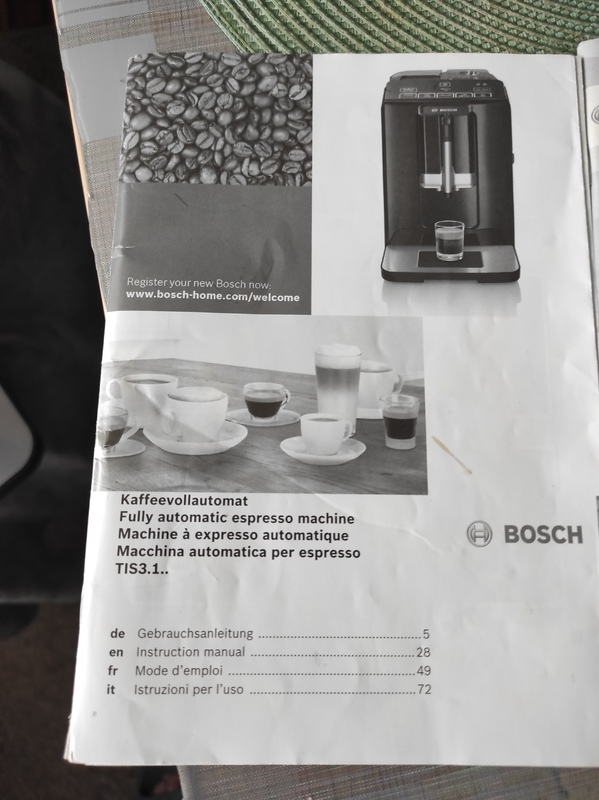 Register your new Bosch now:
www.bosch-home.com/welcome
BOSCH
Kaffeevollautomat
Fully automatic espresso machine
Machine à expresso automatique
Macchina automatica per espresso
TIS3.1..
BOSCH
de Gebrauchsanleitung ........................................5
en Instruction manual ........................................28
fr Mode d’emploi ..............................................49
it Istruzioni per l’uso ........................................72